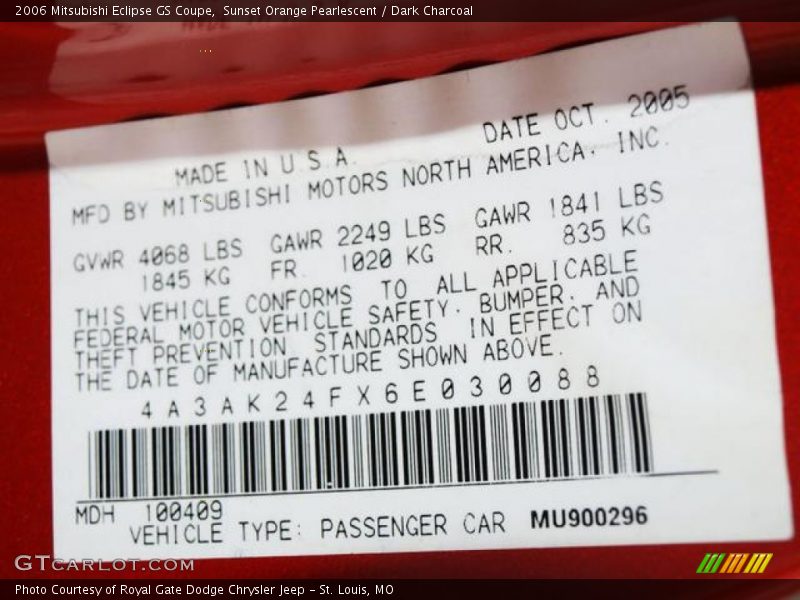 2006 Mitsubishi Eclipse GS Coupe,  Sunset Orange Pearlescent / Dark Charcoal
MADE IN U.S.A. DATE OCT. 2005
MFD BY MITSUBISHI MOTORS NORTH AMERICA, INC.
GVWR 4068 LBS GAWR 2249 LBS GAWR 1841 LBS
1845 KG FR. 1020 KG RR. 835 KG
THIS VEHICLE CONFORMS TO ALL APPLICABLE
FEDERAL MOTOR VEHICLE SAFETY, BUMPER, AND
THEFT PREVENTION STANDARDS IN EFFECT ON
THE DATE OF MANUFACTURE SHOWN ABOVE.
4A3AK24FX6E030088
MDH 100409
VEHICLE TYPE: PASSENGER CAR MU900296
GTCARLOT.COM
Photo Courtesy of Royal Gate Dodge Chrysler Jeep - St. Louis, MO